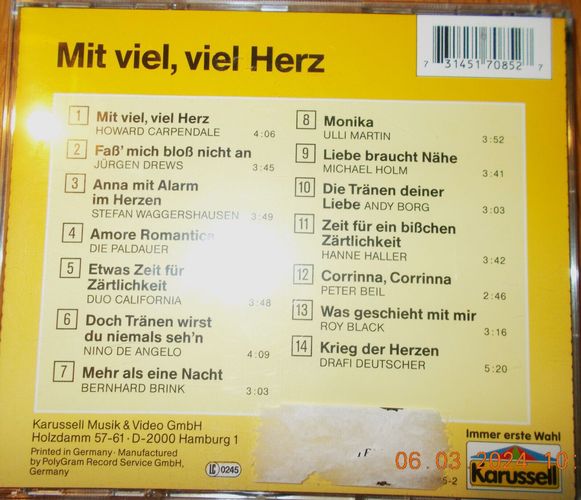 Mit viel, viel Herz
7 31451 70852 7
1 Mit viel, viel Herz
HOWARD CARPENDALE 4:06
2 Faß' mich bloß nicht an
JÜRGEN DREWS 3:45
3 Anna mit Alarm
im Herzen
STEFAN WAGGERSHAUSEN 3:49
4 Amore Romantica
DIE PALDAUER
5 Etwas Zeit für
Zärtlichkeit
DUO CALIFORNIA 3:48
6 Doch Tränen wirst
du niemals seh'n
NINO DE ANGELO 4:09
7 Mehr als eine Nacht
BERNHARD BRINK 3:03
8 Monika
ULLI MARTIN 3:52
9 Liebe braucht Nähe
MICHAEL HOLM 3:41
10 Die Tränen deiner
Liebe ANDY BORG 3:03
11 Zeit für ein bißchen
Zärtlichkeit
HANNE HALLER 3:42
12 Corrinna, Corrinna
PETER BEIL 2:46
13 Was geschieht mit mir
ROY BLACK 3:16
14 Krieg der Herzen
DRAFI DEUTSCHER 5:20
Karussell Musik & Video GmbH
Holzdamm 57-61 · D-2000 Hamburg 1
Printed in Germany · Manufactured
by PolyGram Record Service GmbH,
Germany
LC 0245
Immer erste Wahl
Karussell
5-2
06.03.2024 10